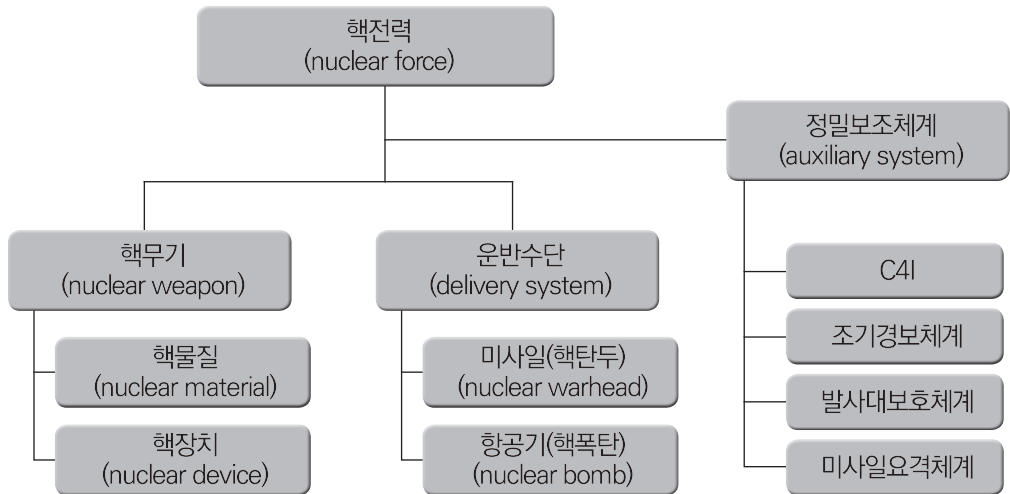 핵전력
(nuclear force)
정밀보조체계
(auxiliary system)
핵무기
(nuclear weapon)
운반수단
(delivery system)
C4I
핵물질
(nuclear material)
미사일(핵탄두)
(nuclear warhead)
조기경보체계
발사대보호체계
핵장치
(nuclear device)
항공기(핵폭탄)
(nuclear bomb)
미사일요격체계